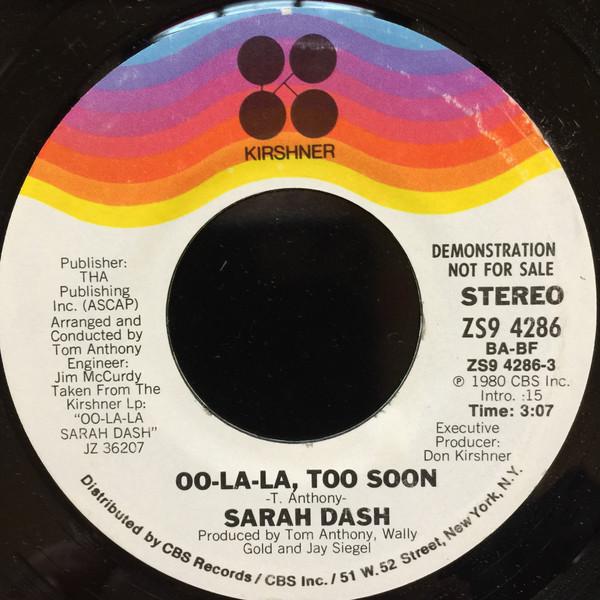 KIRSHNER
Publisher:
THA
Publishing
Inc. (ASCAP)
Arranged and
Conducted by
Tom Anthony
Engineer:
Jim McCurdy
Taken From The
Kirshner Lp:
"OO-LA-LA
SARAH DASH"
JZ 36207
DEMONSTRATION
NOT FOR SALE
STEREO
ZS9 4286
BA-BF
ZS9 4286-3
℗ 1980 CBS Inc.
Intro. :15
Time: 3:07
Executive
Producer:
Don Kirshner
OO-LA-LA, TOO SOON
-T. Anthony-
SARAH DASH
Produced by Tom Anthony, Wally
Gold and Jay Siegel
Distributed by CBS Records / CBS Inc. / 51 W. 52 Street, New York, N.Y.